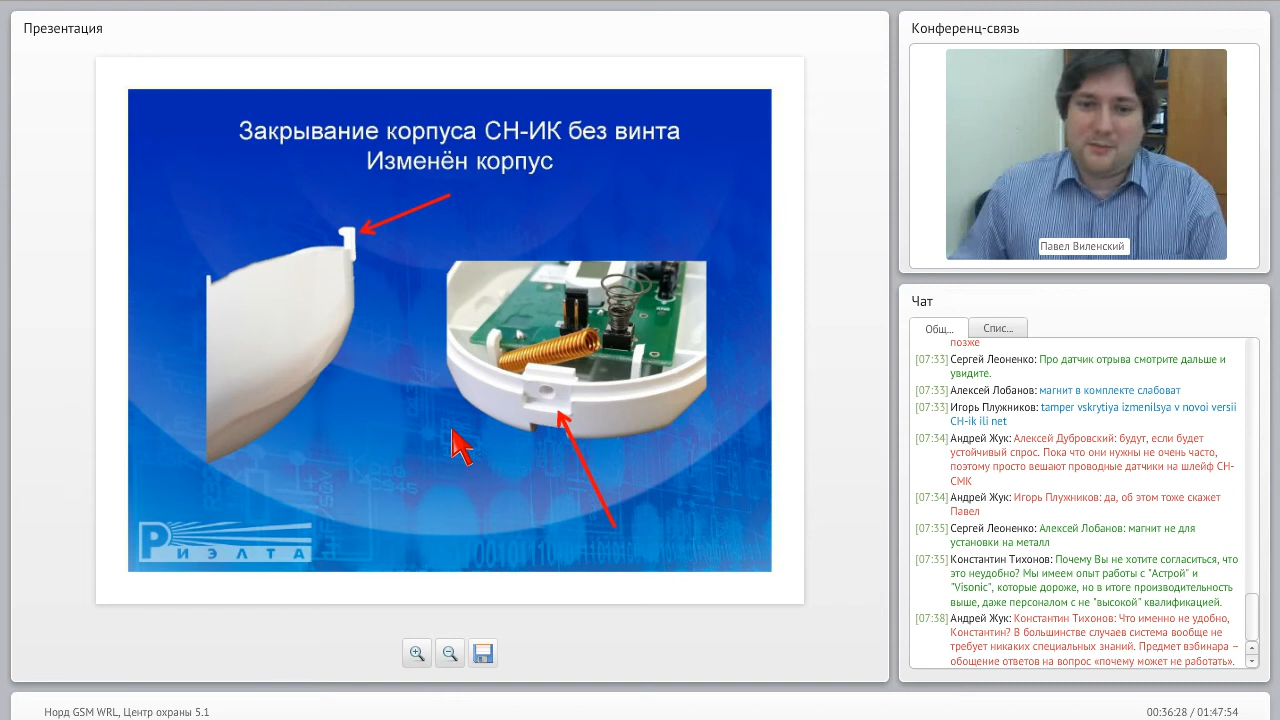 Презентация
Закрывание корпуса СН-ИК без винта
Изменён корпус
Риэлта
Конференц-связь
Павел Виленский
Чат
Общ...
Спис...
позже
[07:33] Сергей Леоненко: Про датчик отрыва смотрите дальше и
увидите.
[07:33] Алексей Лобанов: магнит в комплекте слабоват
[07:33] Игорь Плужников: tamper vskrytiya izmenilsya v novoi versii
CH-ik ili net
[07:34] Андрей Жук: Алексей Дубровский: будут, если будет
устойчивый спрос. Пока что они нужны не очень часто,
поэтому просто вешают проводные датчики на шлейф СН-
СМК
[07:34] Андрей Жук: Игорь Плужников: да, об этом тоже скажет
Павел
[07:35] Сергей Леоненко: Алексей Лобанов: магнит не для
установки на металл
[07:35] Константин Тихонов: Почему Вы не хотите согласиться, что
это неудобно? Мы имеем опыт работы с "Астрой" и
"Visonic", которые дороже, но в итоге производительность
выше, даже персоналом с не "высокой" квалификацией.
[07:38] Андрей Жук: Константин Тихонов: Что именно не удобно,
Константин? В большинстве случаев система вообще не
требует никаких специальных знаний. Предмет вэбинара –
обощение ответов на вопрос «почему может не работать».
Норд GSM WRL, Центр охраны 5.1
00:36:28 / 01:47:54